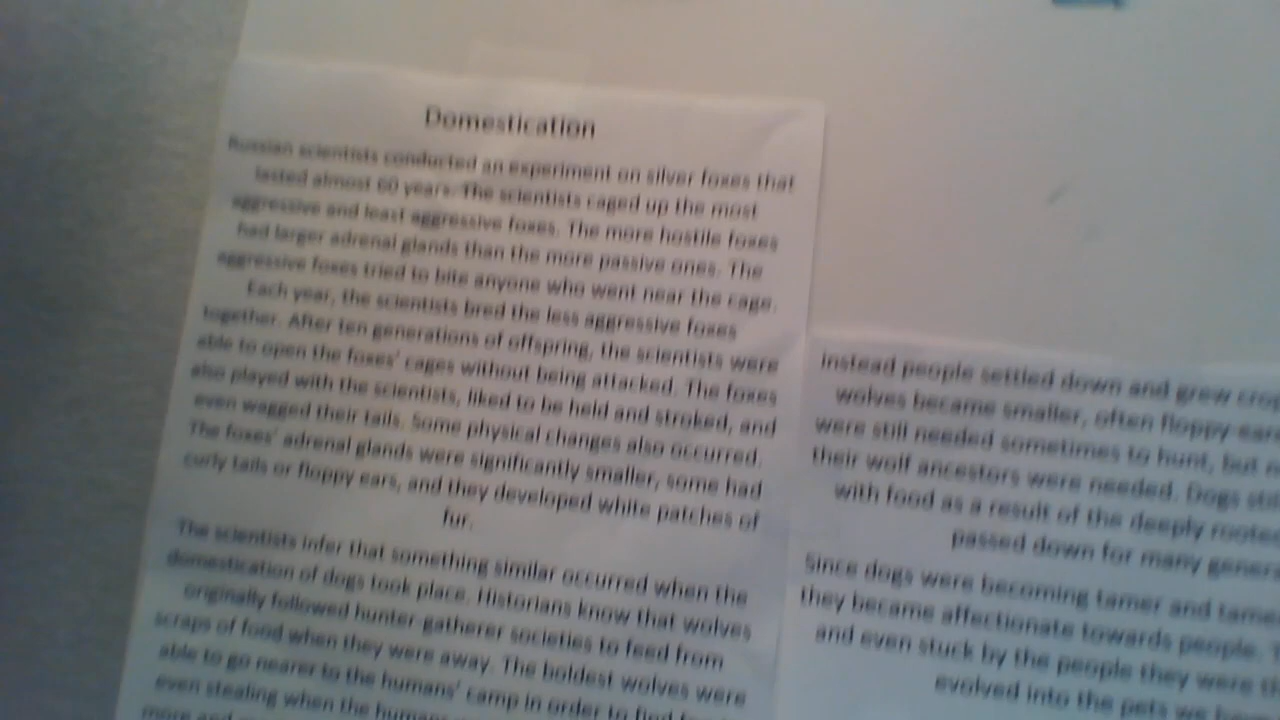 Domestication
Russian scientists conducted an experiment on silver foxes that
lasted almost 60 years. The scientists caged up the most
aggressive and least aggressive foxes. The more hostile foxes
had larger adrenal glands than the more passive ones. The
aggressive foxes tried to bite anyone who went near the cage.
Each year, the scientists bred the less aggressive foxes
together. After ten generations of offspring, the scientists were
able to open the foxes' cages without being attacked. The foxes
also played with the scientists, liked to be held and stroked, and
even wagged their tails. Some physical changes also occurred.
The foxes' adrenal glands were significantly smaller, some had
curly tails or floppy ears, and they developed white patches of
fur.
The scientists infer that something similar occurred when the
domestication of dogs took place. Historians know that wolves
originally followed hunter gatherer societies to feed from
scraps of food when they were away. The boldest wolves were
able to go nearer to the humans' camp in order to find
even stealing when the humans
more and
instead people settled down and grew
wolves became smaller, often floppy
were still needed sometimes to hunt, but
their wolf ancestors were needed. Dogs
with food as a result of the deeply
passed down for many
Since dogs were becoming tamer and
they became affectionate towards people.
and even stuck by the people they were
evolved into the pets we